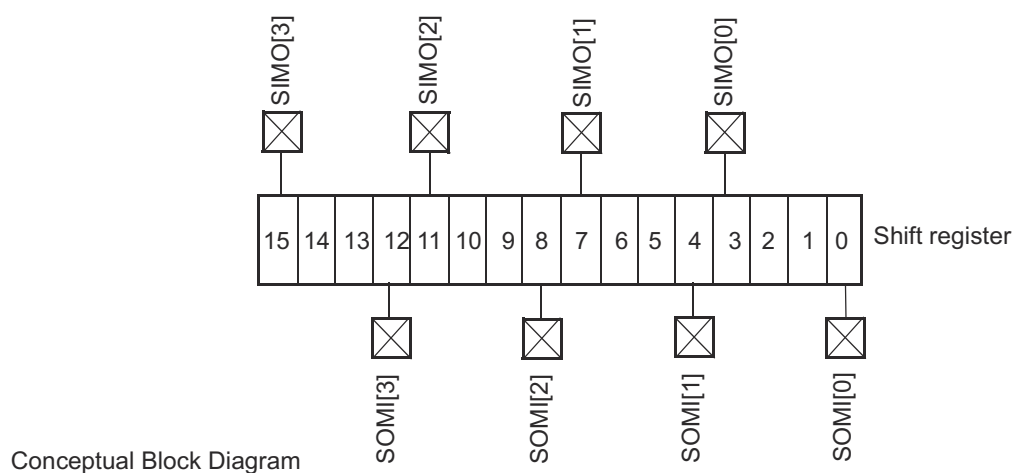 SIMO[3]
SIMO[2]
SIMO[1]
SIMO[0]
15 14 13 12 11 10 9 8 7 6 5 4 3 2 1 0
Shift register
SOMI[3]
SOMI[2]
SOMI[1]
SOMI[0]
Conceptual Block Diagram